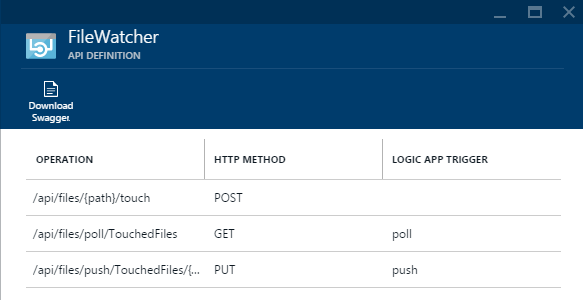 FileWatcher
API DEFINITION
Download
Swagger.
OPERATION HTTP METHOD LOGIC APP TRIGGER
/api/files/{path}/touch POST
/api/files/poll/TouchedFiles GET poll
/api/files/push/TouchedFiles/{... PUT push